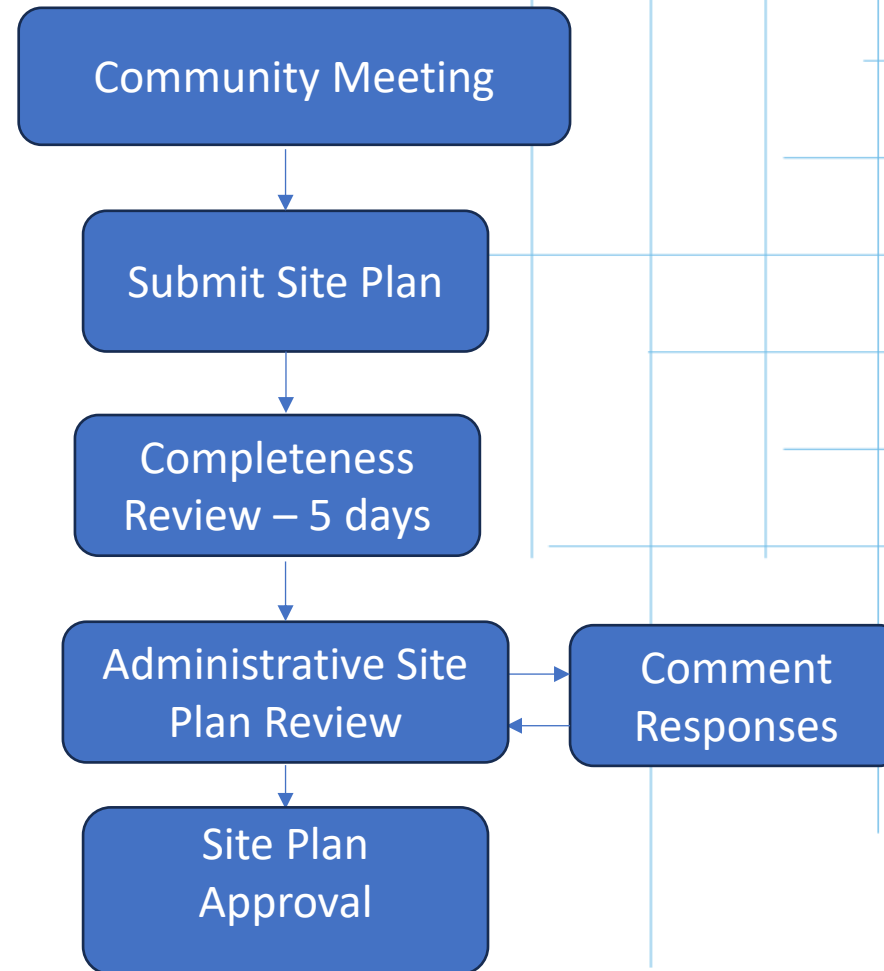 Community Meeting
Submit Site Plan
Completeness
Review – 5 days
Administrative Site
Plan Review
Comment
Responses
Site Plan
Approval